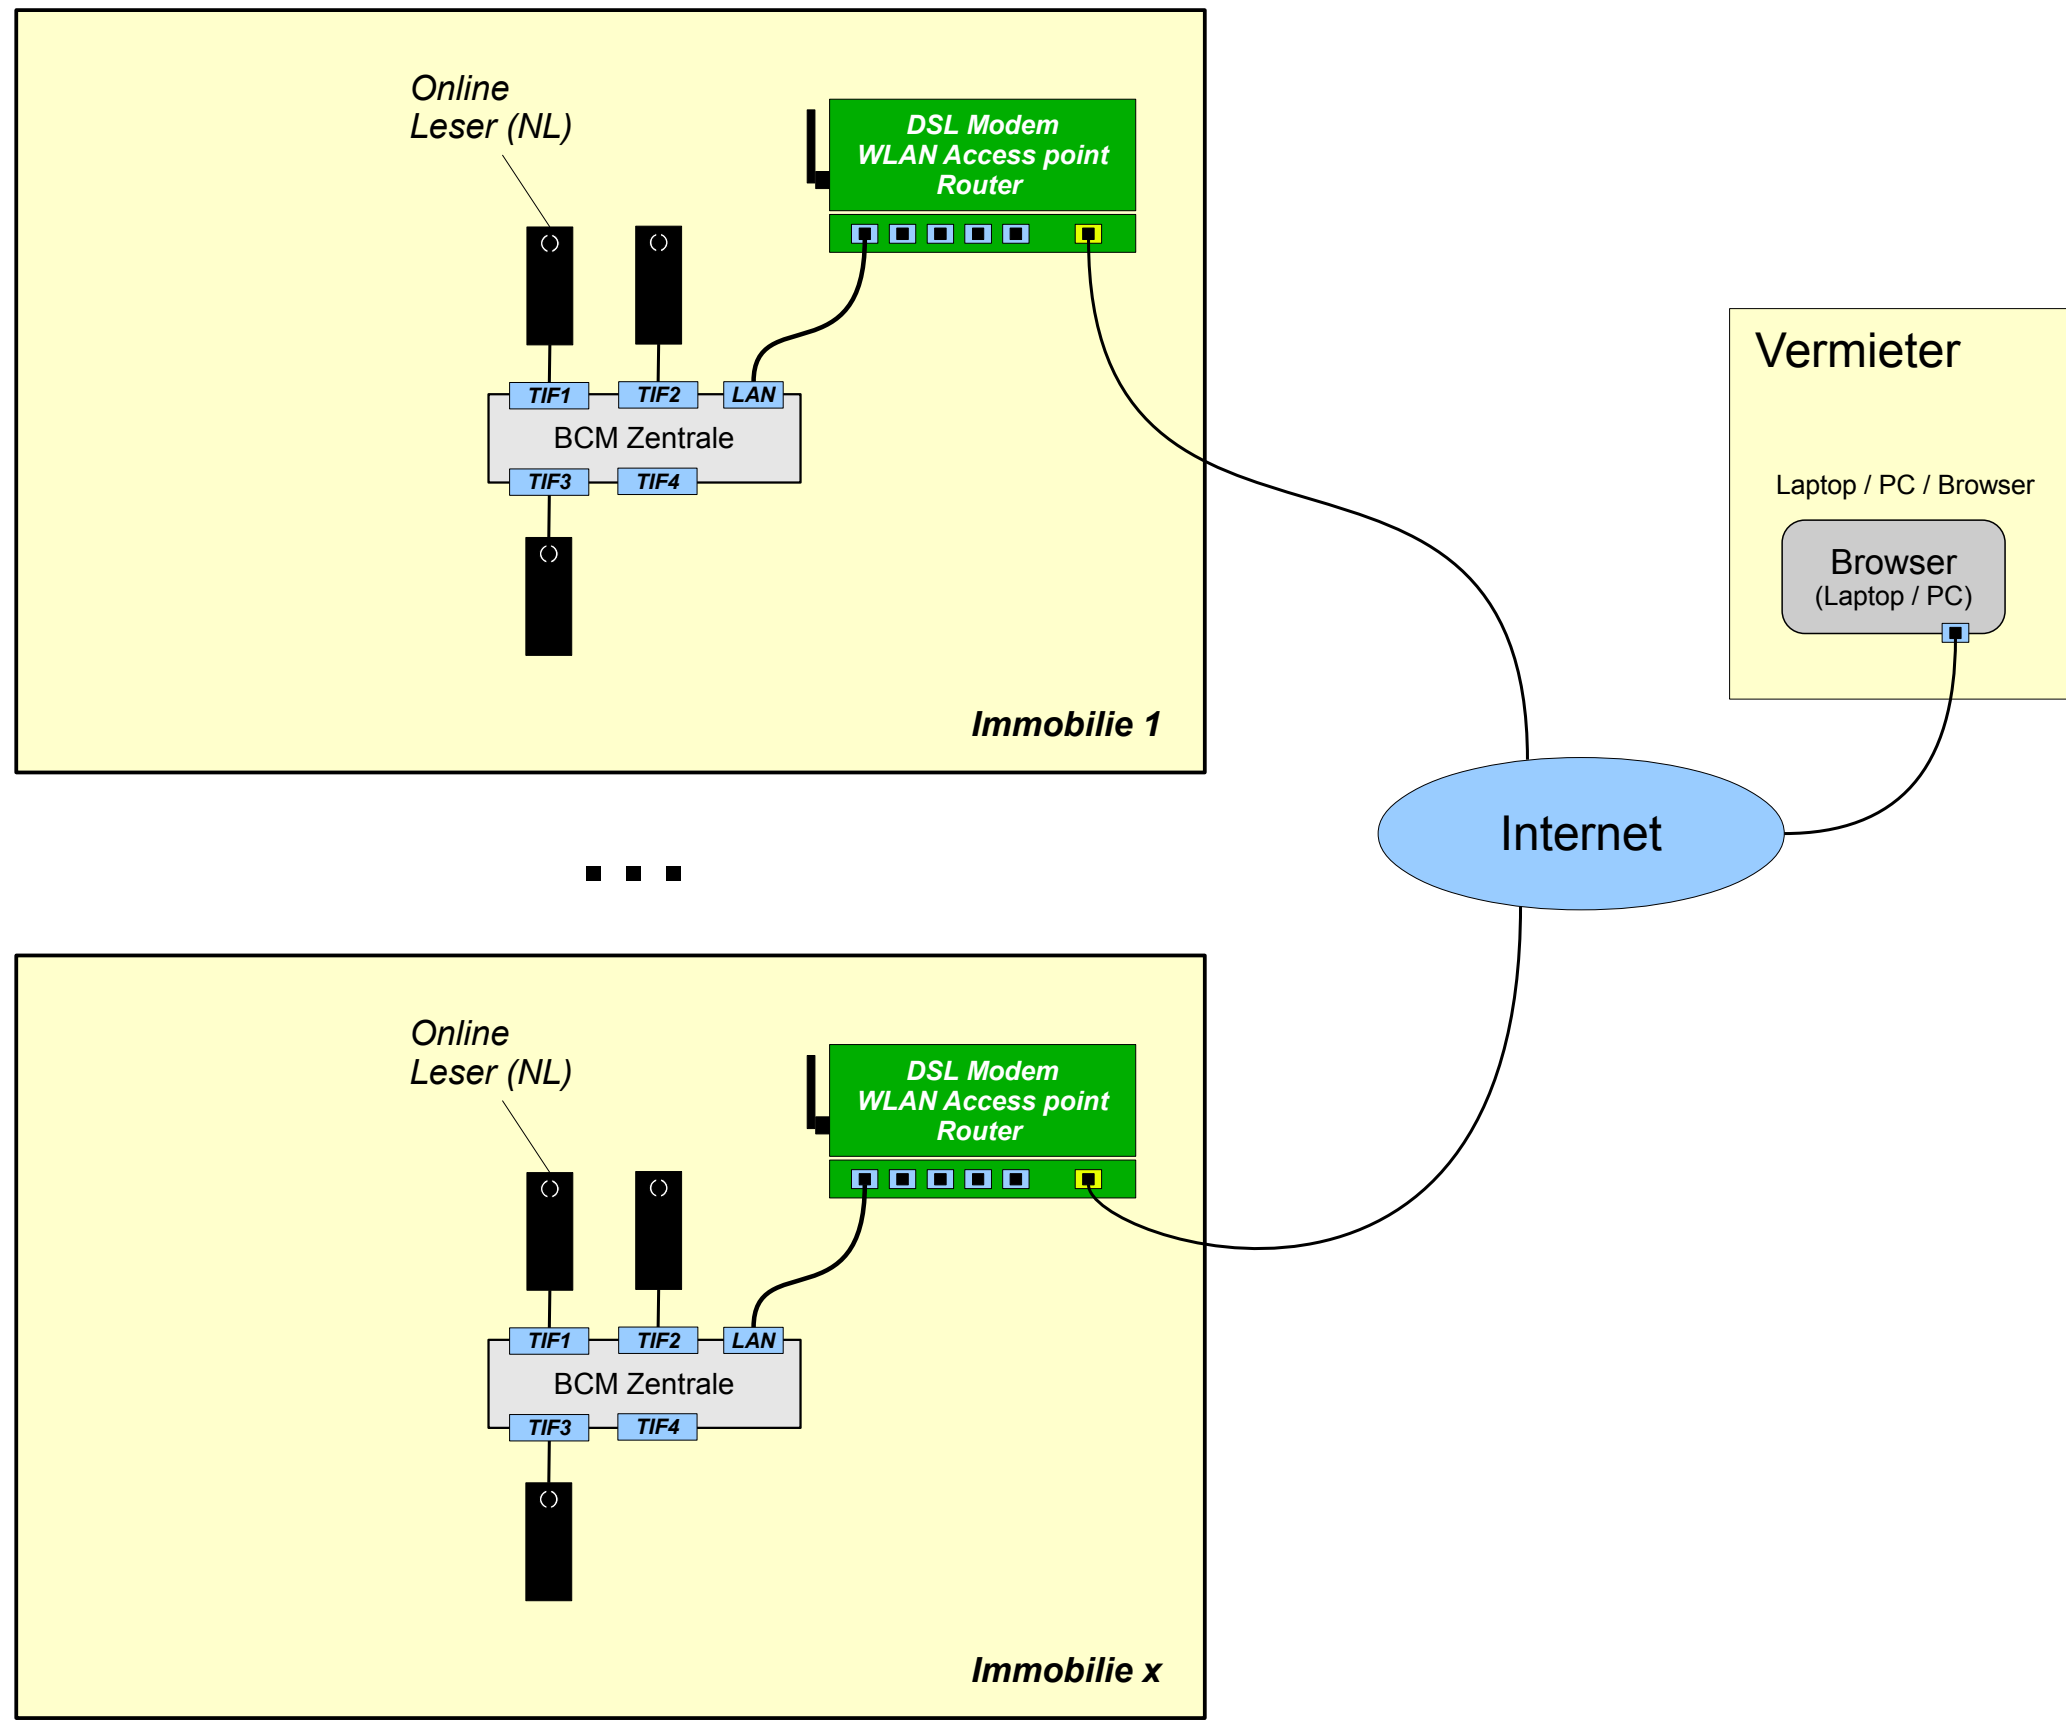 Online
Leser (NL)
DSL Modem
WLAN Access point
Router
TIF1
TIF2
LAN
BCM Zentrale
TIF3
TIF4
Immobilie 1
Vermieter
Laptop / PC / Browser
Browser
(Laptop / PC)
Internet
Online
Leser (NL)
DSL Modem
WLAN Access point
Router
TIF1
TIF2
LAN
BCM Zentrale
TIF3
TIF4
Immobilie x